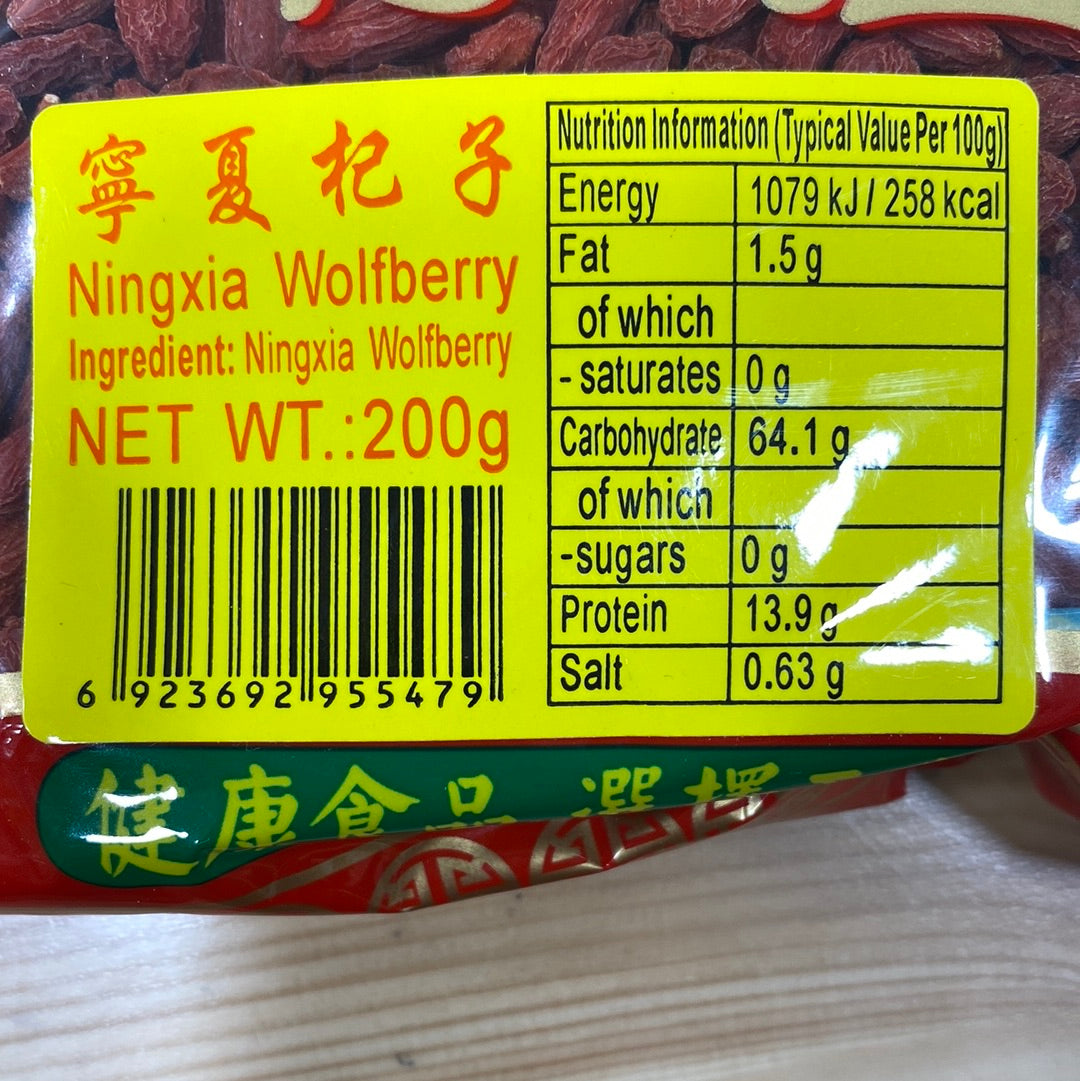 寧夏杞子
Ningxia Wolfberry
Ingredient: Ningxia Wolfberry
NET WT.:200g
6 923692 955479
Nutrition Information (Typical Value Per 100g)
Energy 1079 kJ / 258 kcal
Fat 1.5 g
of which
- saturates 0 g
Carbohydrate 64.1 g
of which
-sugars 0 g
Protein 13.9 g
Salt 0.63 g
健康食品 選擇